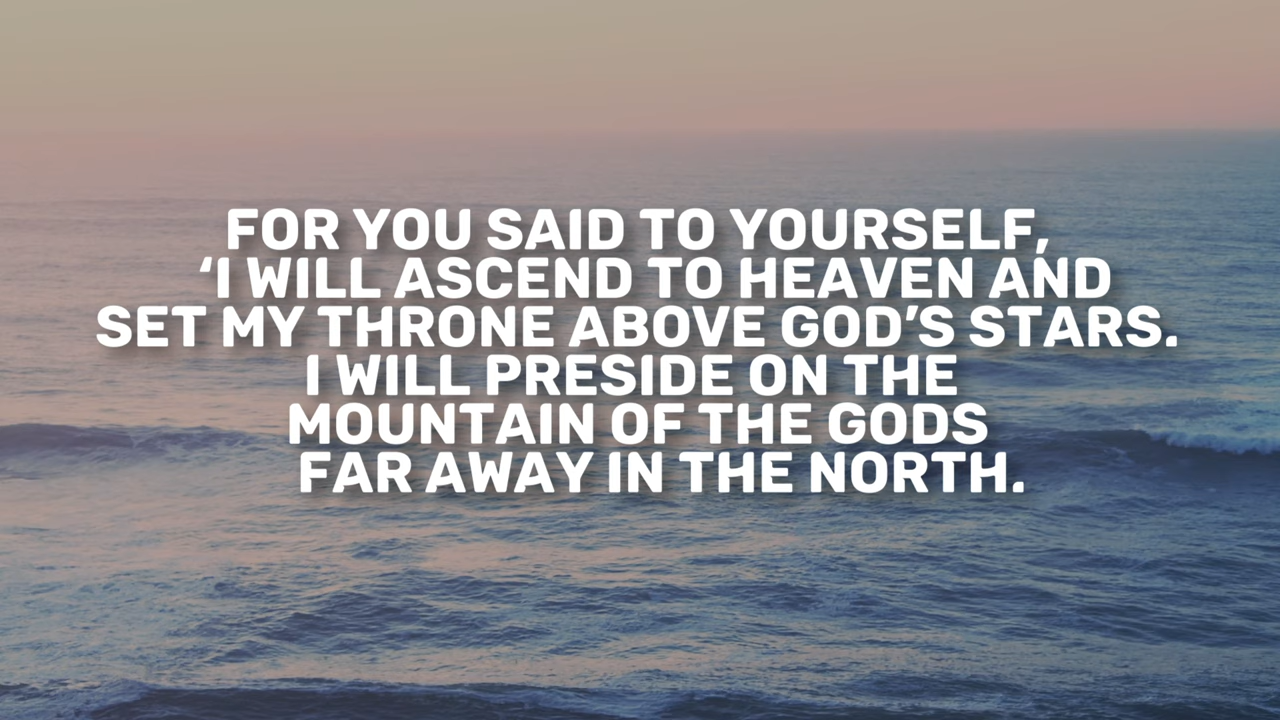 FOR YOU SAID TO YOURSELF,
‘I WILL ASCEND TO HEAVEN AND
SET MY THRONE ABOVE GOD’S STARS.
I WILL PRESIDE ON THE
MOUNTAIN OF THE GODS
FAR AWAY IN THE NORTH.